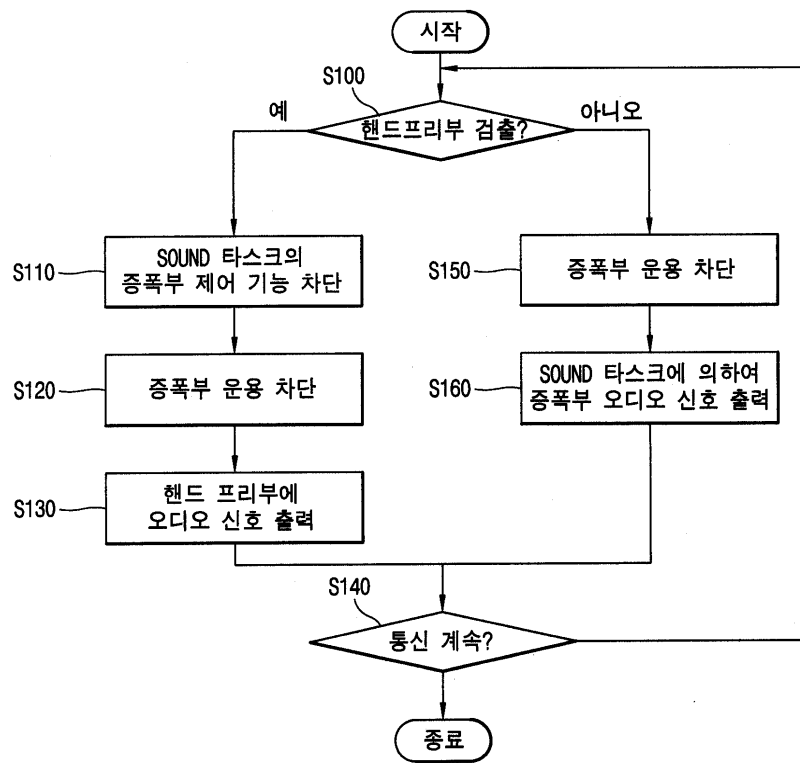 시작
S100
예
아니오
핸드프리부 검출?
S110
SOUND 타스크의
증폭부 제어 기능 차단
S150
증폭부 운용 차단
S120
증폭부 운용 차단
S160
SOUND 타스크에 의하여
증폭부 오디오 신호 출력
S130
핸드 프리부에
오디오 신호 출력
S140
통신 계속?
종료